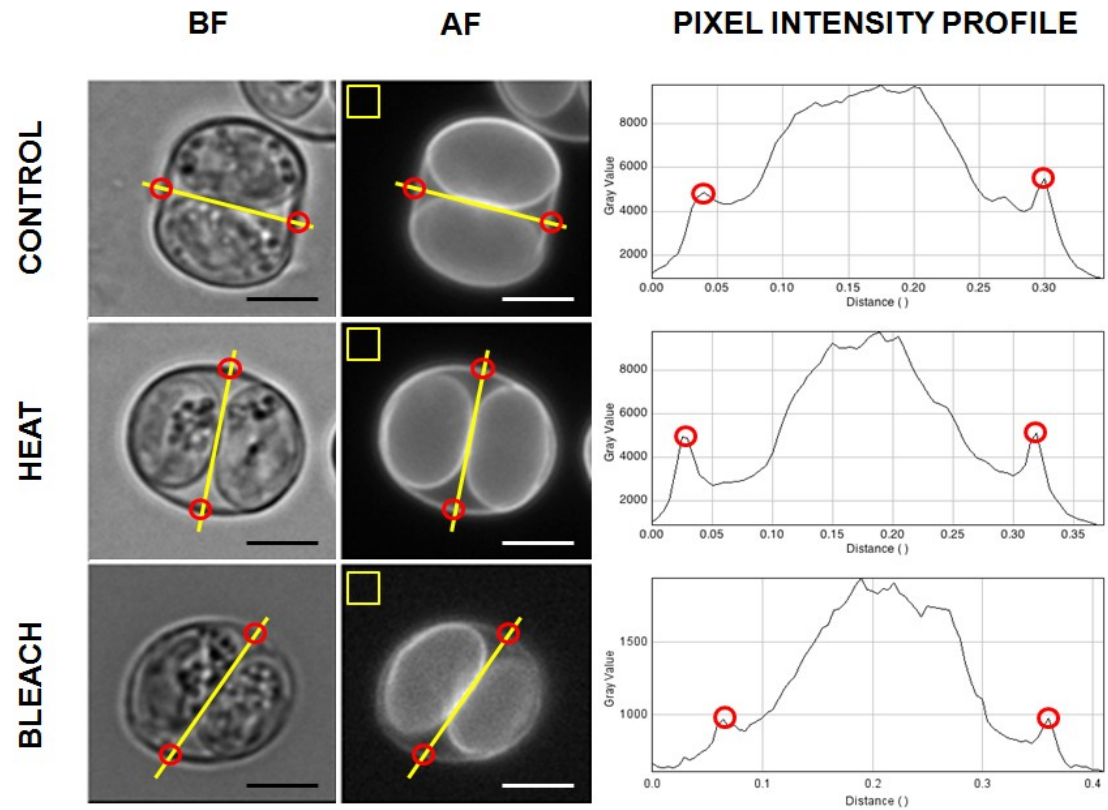 BF AF PIXEL INTENSITY PROFILE
CONTROL
8000
6000
4000
2000
Gray Value
0.00 0.05 0.10 0.15 0.20 0.25 0.30
Distance ( )
HEAT
8000
6000
4000
2000
Gray Value
0.00 0.05 0.10 0.15 0.20 0.25 0.30 0.35
Distance ( )
BLEACH
1500
1000
Gray Value
0.0 0.1 0.2 0.3 0.4
Distance ( )